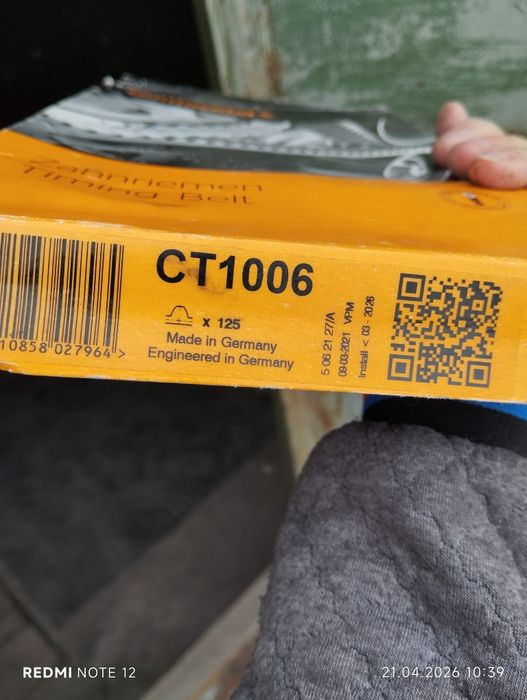 Zahnriemen
Timing Belt
CT1006
x 125
Made in Germany
Engineered in Germany
5 06 21 27/A
09-03-2021 VPM
Install < 03 - 2026
10858 027964 >
REDMI NOTE 12
21.04.2026 10:39